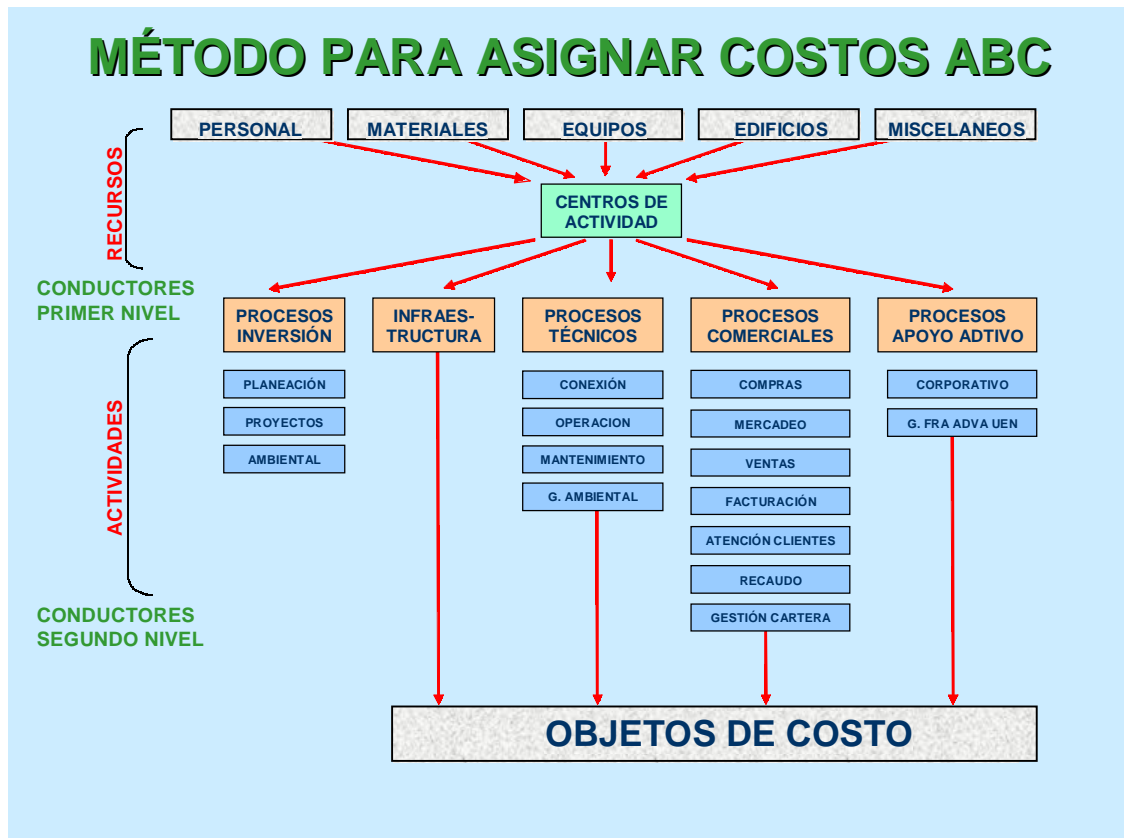 MÉTODO PARA ASIGNAR COSTOS ABC
PERSONAL
MATERIALES
EQUIPOS
EDIFICIOS
MISCELANEOS
RECURSOS
CENTROS DE
ACTIVIDAD
CONDUCTORES
PRIMER NIVEL
PROCESOS
INVERSIÓN
INFRAES-
TRUCTURA
PROCESOS
TÉCNICOS
PROCESOS
COMERCIALES
PROCESOS
APOYO ADTIVO
ACTIVIDADES
PLANEACIÓN
PROYECTOS
AMBIENTAL
CONEXIÓN
OPERACION
MANTENIMIENTO
G. AMBIENTAL
COMPRAS
MERCADEO
VENTAS
FACTURACIÓN
ATENCIÓN CLIENTES
RECAUDO
GESTIÓN CARTERA
CORPORATIVO
G. FRA ADVA UEN
CONDUCTORES
SEGUNDO NIVEL
OBJETOS DE COSTO